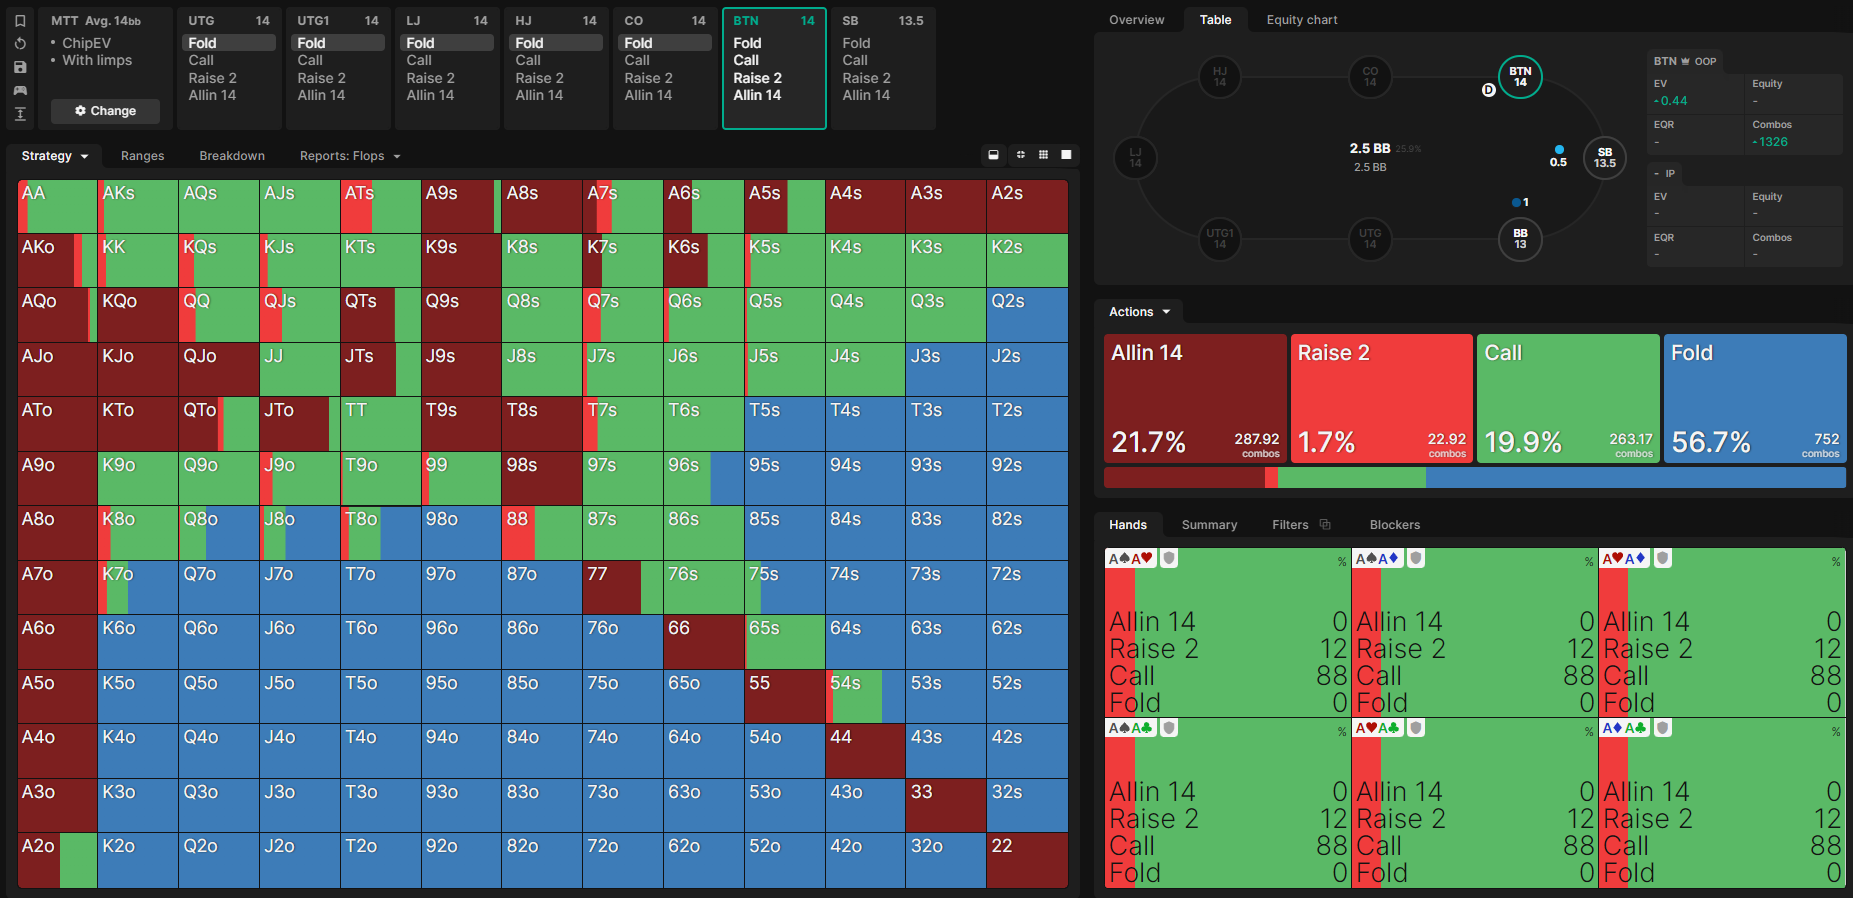 MTT Avg. 14bb
• ChipEV
• With limps
Change
UTG 14
Fold
Call
Raise 2
Allin 14
UTG1 14
Fold
Call
Raise 2
Allin 14
LJ 14
Fold
Call
Raise 2
Allin 14
HJ 14
Fold
Call
Raise 2
Allin 14
CO 14
Fold
Call
Raise 2
Allin 14
BTN 14
Fold
Call
Raise 2
Allin 14
SB 13.5
Fold
Call
Raise 2
Allin 14
Strategy Ranges Breakdown Reports: Flops
AA AKs AQs AJs ATs A9s A8s A7s A6s A5s A4s A3s A2s
AKo KK KQs KJs KTs K9s K8s K7s K6s K5s K4s K3s K2s
AQo KQo QQ QJs QTs Q9s Q8s Q7s Q6s Q5s Q4s Q3s Q2s
AJo KJo QJo JJ JTs J9s J8s J7s J6s J5s J4s J3s J2s
ATo KTo QTo JTo TT T9s T8s T7s T6s T5s T4s T3s T2s
A9o K9o Q9o J9o T9o 99 98s 97s 96s 95s 94s 93s 92s
A8o K8o Q8o J8o T8o 98o 88 87s 86s 85s 84s 83s 82s
A7o K7o Q7o J7o T7o 97o 87o 77 76s 75s 74s 73s 72s
A6o K6o Q6o J6o T6o 96o 86o 76o 66 65s 64s 63s 62s
A5o K5o Q5o J5o T5o 95o 85o 75o 65o 55 54s 53s 52s
A4o K4o Q4o J4o T4o 94o 84o 74o 64o 54o 44 43s 42s
A3o K3o Q3o J3o T3o 93o 83o 73o 63o 53o 43o 33 32s
A2o K2o Q2o J2o T2o 92o 82o 72o 62o 52o 42o 32o 22
Overview Table Equity chart
HJ
14
CO
14
BTN
14
D
LJ
14
2.5 BB 25.9%
2.5 BB
0.5
SB
13.5
1
UTG1
14
UTG
14
BB
13
BTN OOP
EV Equity
-0.44 -
EQR Combos
- -1326
- IP
EV Equity
- -
EQR Combos
- -
Actions
Allin 14
21.7% 287.92 combos
Raise 2
1.7% 22.92 combos
Call
19.9% 263.17 combos
Fold
56.7% 752 combos
Hands Summary Filters Blockers
A♠A♥ %
Allin 14 0
Raise 2 12
Call 88
Fold 0
A♠A♦ %
Allin 14 0
Raise 2 12
Call 88
Fold 0
A♥A♦ %
Allin 14 0
Raise 2 12
Call 88
Fold 0
A♠A♣ %
Allin 14 0
Raise 2 12
Call 88
Fold 0
A♥A♣ %
Allin 14 0
Raise 2 12
Call 88
Fold 0
A♦A♣ %
Allin 14 0
Raise 2 12
Call 88
Fold 0